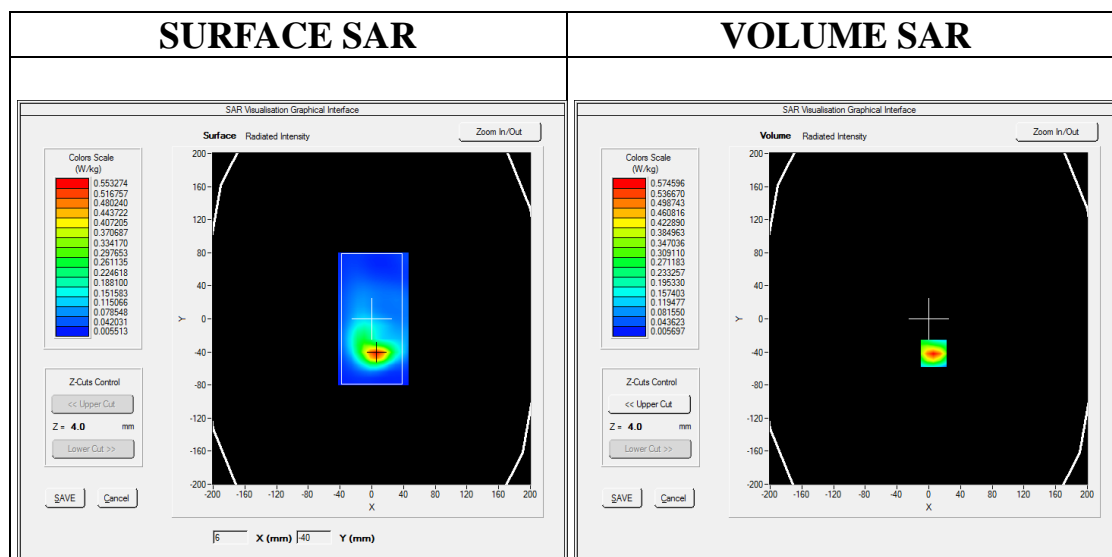 SURFACE SAR
VOLUME SAR
SAR Visualisation Graphical Interface
Surface Radiated Intensity
Zoom In/Out
Colors Scale
(W/kg)
0.553274
0.516757
0.480240
0.443722
0.407205
0.370687
0.334170
0.297653
0.261135
0.224618
0.188100
0.151583
0.115066
0.078548
0.042031
0.005513
200
160
120
80
40
0
-40
-80
-120
-160
-200
Y
-200 -160 -120 -80 -40 0 40 80 120 160 200
X
Z-Cuts Control
<< Upper Cut
Z = 4.0 mm
Lower Cut >>
SAVE Cancel
6 X (mm) -40 Y (mm)
SAR Visualisation Graphical Interface
Volume Radiated Intensity
Zoom In/Out
Colors Scale
(W/kg)
0.574596
0.536670
0.498743
0.460816
0.422890
0.384963
0.347036
0.309110
0.271183
0.233257
0.195330
0.157403
0.119477
0.081550
0.043623
0.005697
200
160
120
80
40
0
-40
-80
-120
-160
-200
Y
-200 -160 -120 -80 -40 0 40 80 120 160 200
X
Z-Cuts Control
<< Upper Cut
Z = 4.0 mm
Lower Cut >>
SAVE Cancel